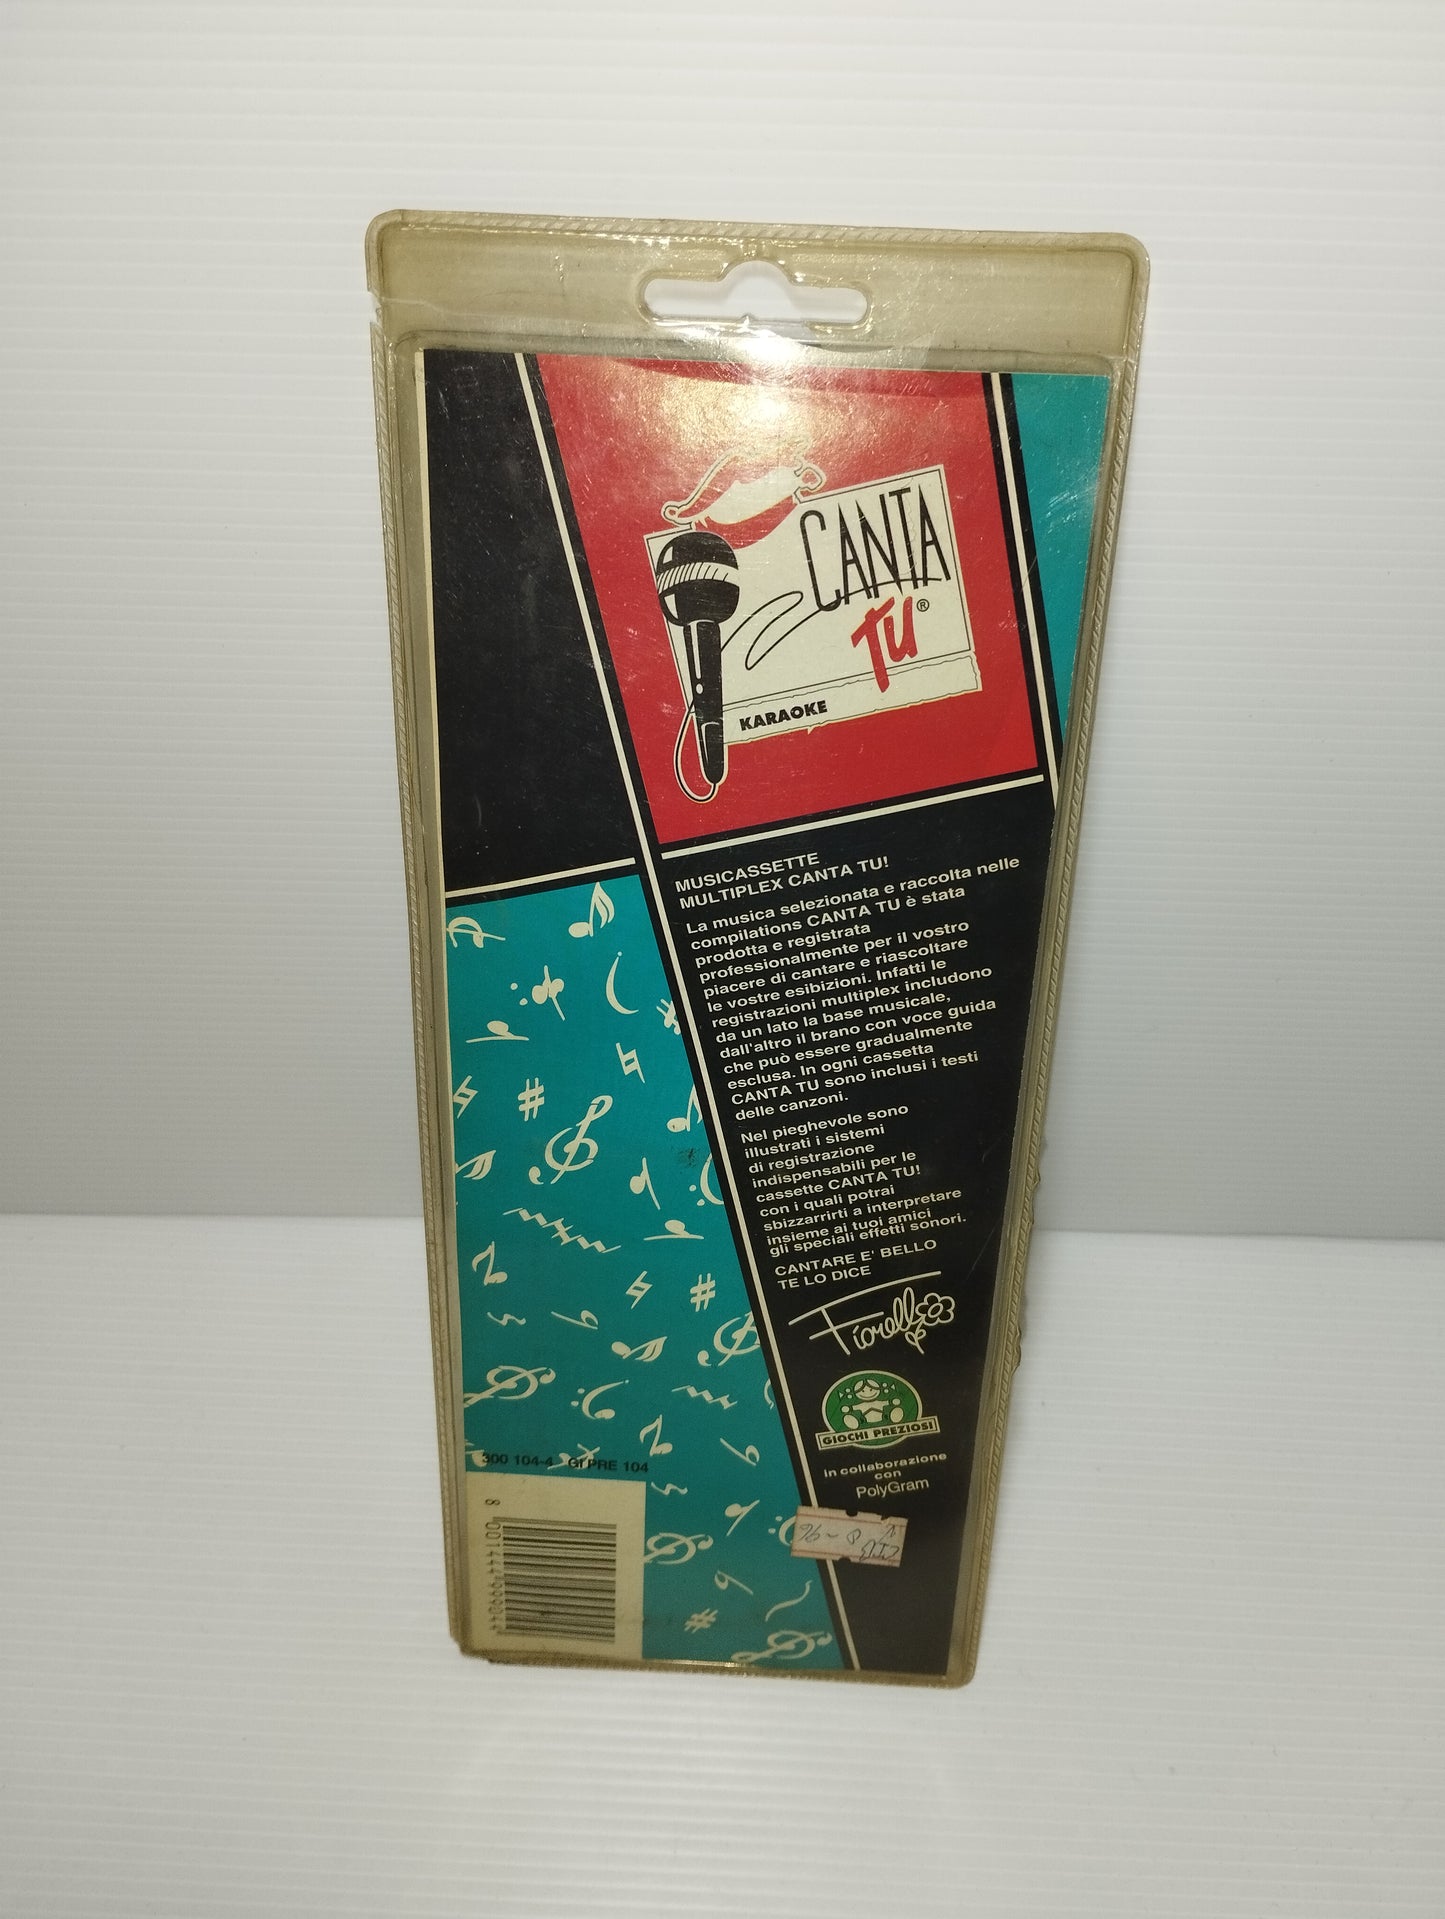 CANTA
TU®
KARAOKE
MUSICASSETTE
MULTIPLEX CANTA TU!
La musica selezionata e raccolta nelle
compilations CANTA TU è stata
prodotta e registrata
professionalmente per il vostro
piacere di cantare e riascoltare
le vostre esibizioni. Infatti le
registrazioni multiplex includono
da un lato la base musicale,
dall'altro il brano con voce guida
che può essere gradualmente
esclusa. In ogni cassetta
CANTA TU sono inclusi i testi
delle canzoni.
Nel pieghevole sono
illustrati i sistemi
di registrazione
indispensabili per le
cassette CANTA TU!
con i quali potrai
sbizzarrirti a interpretare
insieme ai tuoi amici
gli speciali effetti sonori.
CANTARE E' BELLO
TE LO DICE
Fiorello
GIOCHI PREZIOSI
In collaborazione
con
PolyGram
300 104-4 GI PRE 104
8 001444 999044